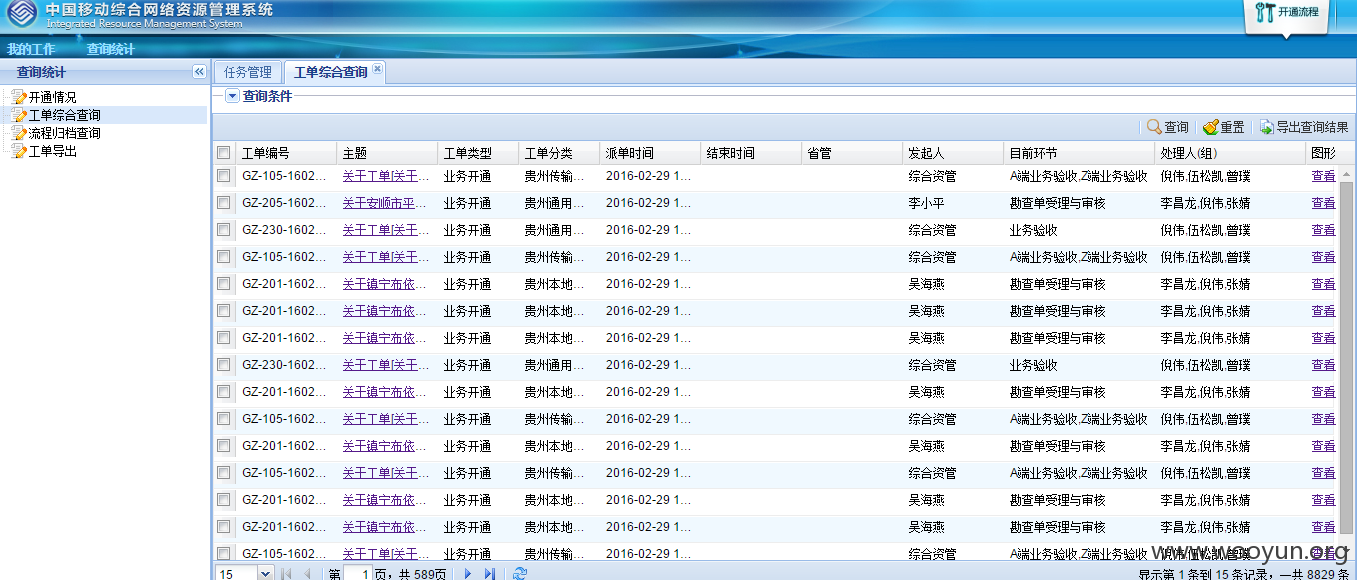 中国移动综合网络资源管理系统
Integrated Resource Management System
开通流程
我的工作 查询统计
查询统计 任务管理 工单综合查询
开通情况
工单综合查询
流程归档查询
工单导出
查询条件
查询 重置 导出查询结果
工单编号 主题 工单类型 工单分类 派单时间 结束时间 省管 发起人 目前环节 处理人(组) 图形
GZ-105-1602... 关于工单[关于... 业务开通 贵州传输... 2016-02-29 1... 综合资管 A端业务验收,Z端业务验收 倪伟,伍松凯,曾璞 查看
GZ-205-1602... 关于安顺市平... 业务开通 贵州通用... 2016-02-29 1... 李小平 勘查单受理与审核 李昌龙,倪伟,张婧 查看
GZ-230-1602... 关于工单[关于... 业务开通 贵州通用... 2016-02-29 1... 综合资管 业务验收 倪伟,伍松凯,曾璞 查看
GZ-105-1602... 关于工单[关于... 业务开通 贵州传输... 2016-02-29 1... 综合资管 A端业务验收,Z端业务验收 倪伟,伍松凯,曾璞 查看
GZ-201-1602... 关于镇宁布依... 业务开通 贵州本地... 2016-02-29 1... 吴海燕 勘查单受理与审核 李昌龙,倪伟,张婧 查看
GZ-201-1602... 关于镇宁布依... 业务开通 贵州本地... 2016-02-29 1... 吴海燕 勘查单受理与审核 李昌龙,倪伟,张婧 查看
GZ-201-1602... 关于镇宁布依... 业务开通 贵州本地... 2016-02-29 1... 吴海燕 勘查单受理与审核 李昌龙,倪伟,张婧 查看
GZ-230-1602... 关于工单[关于... 业务开通 贵州通用... 2016-02-29 1... 综合资管 业务验收 倪伟,伍松凯,曾璞 查看
GZ-201-1602... 关于镇宁布依... 业务开通 贵州本地... 2016-02-29 1... 吴海燕 勘查单受理与审核 李昌龙,倪伟,张婧 查看
GZ-105-1602... 关于工单[关于... 业务开通 贵州传输... 2016-02-29 1... 综合资管 A端业务验收,Z端业务验收 倪伟,伍松凯,曾璞 查看
GZ-201-1602... 关于镇宁布依... 业务开通 贵州本地... 2016-02-29 1... 吴海燕 勘查单受理与审核 李昌龙,倪伟,张婧 查看
GZ-105-1602... 关于工单[关于... 业务开通 贵州传输... 2016-02-29 1... 综合资管 A端业务验收,Z端业务验收 倪伟,伍松凯,曾璞 查看
GZ-201-1602... 关于镇宁布依... 业务开通 贵州本地... 2016-02-29 1... 吴海燕 勘查单受理与审核 李昌龙,倪伟,张婧 查看
GZ-201-1602... 关于镇宁布依... 业务开通 贵州本地... 2016-02-29 1... 吴海燕 勘查单受理与审核 李昌龙,倪伟,张婧 查看
GZ-105-1602... 关于工单[关于... 业务开通 贵州传输... 2016-02-29 1... 综合资管 A端业务验收,Z端业务验收 倪伟,伍松凯,曾璞 查看
www.wooyun.org
15 第 1 页，共 589页 显示第 1 条到 15 条记录，一共 8829 条